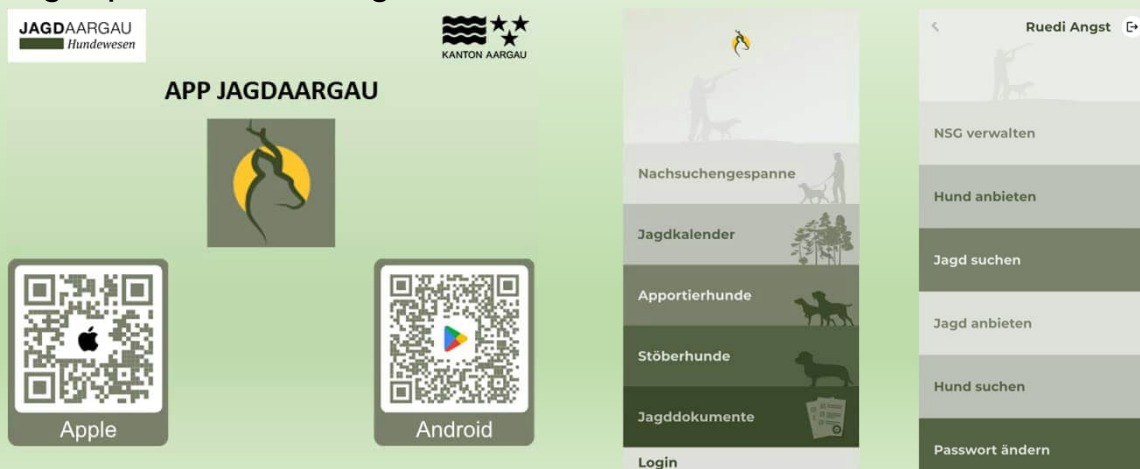 JAGDAARGAU
Hundewesen
KANTON AARGAU
APP JAGDAARGAU
Apple
Android
Nachsuchengespanne
Jagdkalender
Apportierhunde
Stöberhunde
Jagddokumente
Login
Ruedi Angst
NSG verwalten
Hund anbieten
Jagd suchen
Jagd anbieten
Hund suchen
Passwort ändern